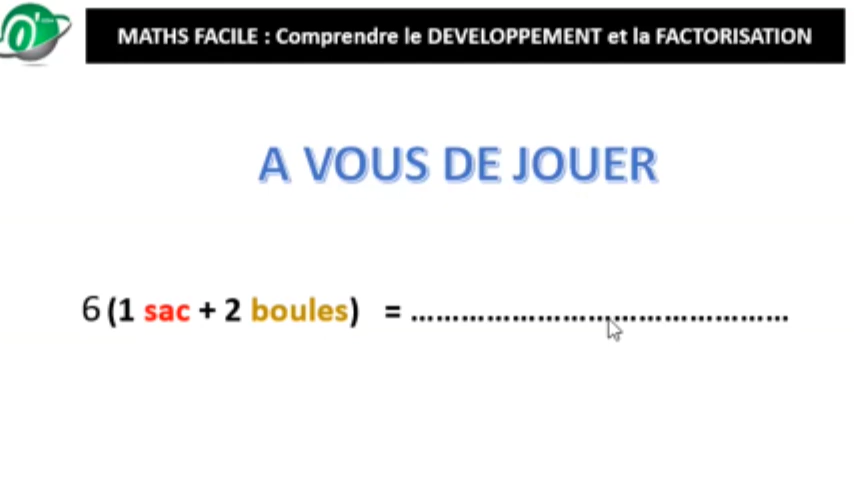 MATHS FACILE : Comprendre le DEVELOPPEMENT et la FACTORISATION
A VOUS DE JOUER
6 (1 sac + 2 boules) = ............................................